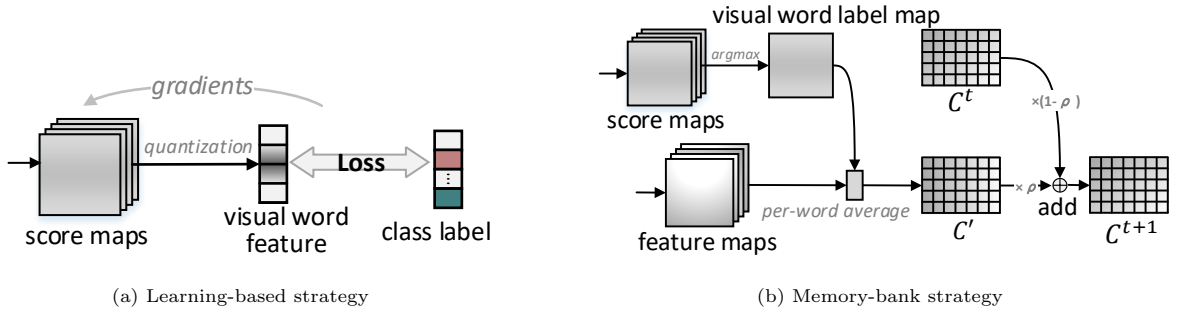 gradients
quantization
Loss
score maps
visual word
feature
class label
(a) Learning-based strategy
visual word label map
argmax
score maps
C^t
×(1- ρ )
feature maps
per-word average
C′
× ρ
add
C^{t+1}
(b) Memory-bank strategy